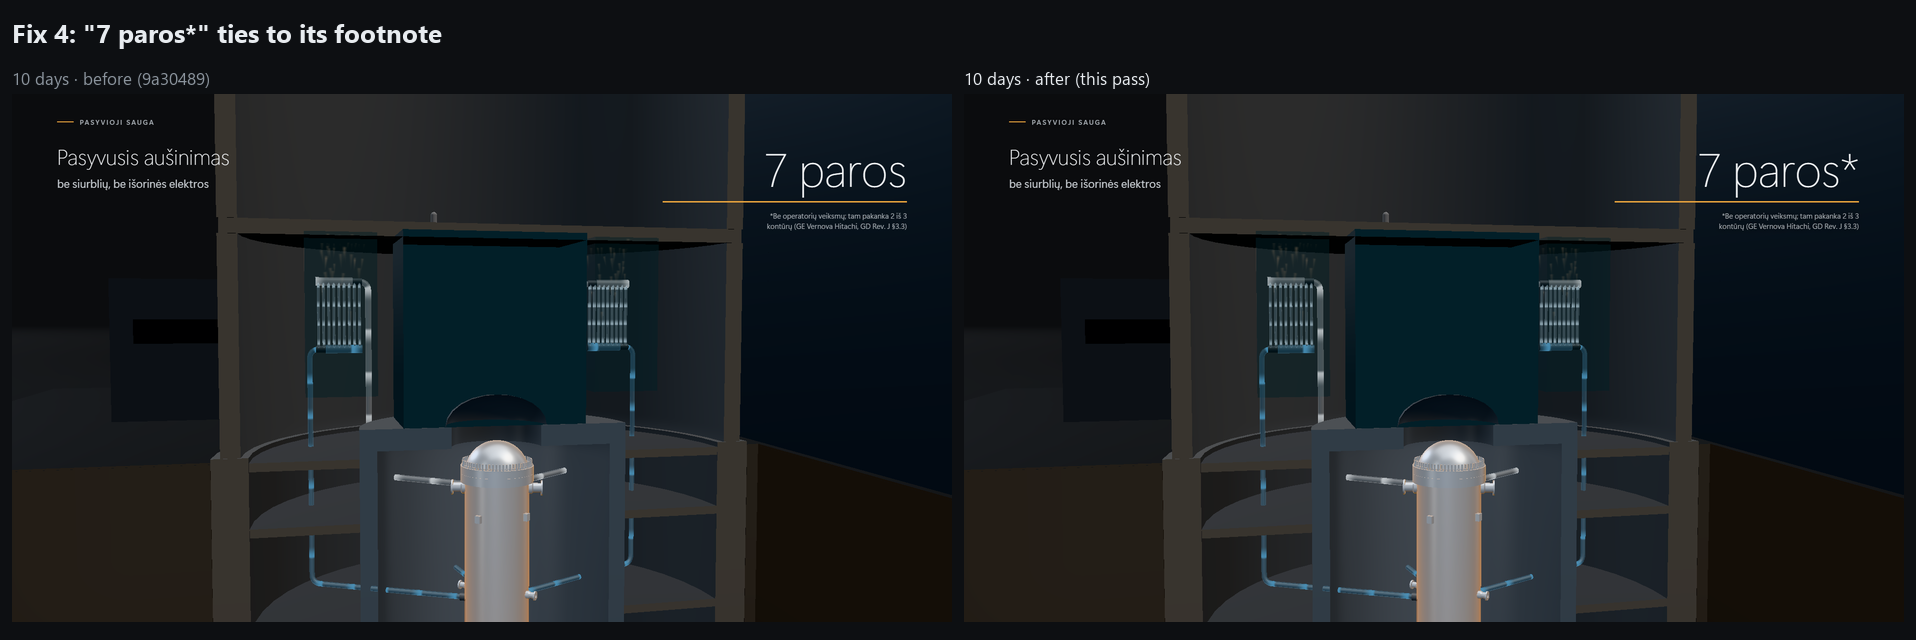 Fix 4: "7 paros*" ties to its footnote
10 days · before (9a30489)
PASYVIOJI SAUGA
Pasyvusis aušinimas
be siurblių, be išorinės elektros
7 paros
*Be operatorių veiksmų; tam pakanka 2 iš 3
kontūrų (GE Vernova Hitachi, GD Rev. J §3.3)
10 days · after (this pass)
PASYVIOJI SAUGA
Pasyvusis aušinimas
be siurblių, be išorinės elektros
7 paros*
*Be operatorių veiksmų; tam pakanka 2 iš 3
kontūrų (GE Vernova Hitachi, GD Rev. J §3.3)